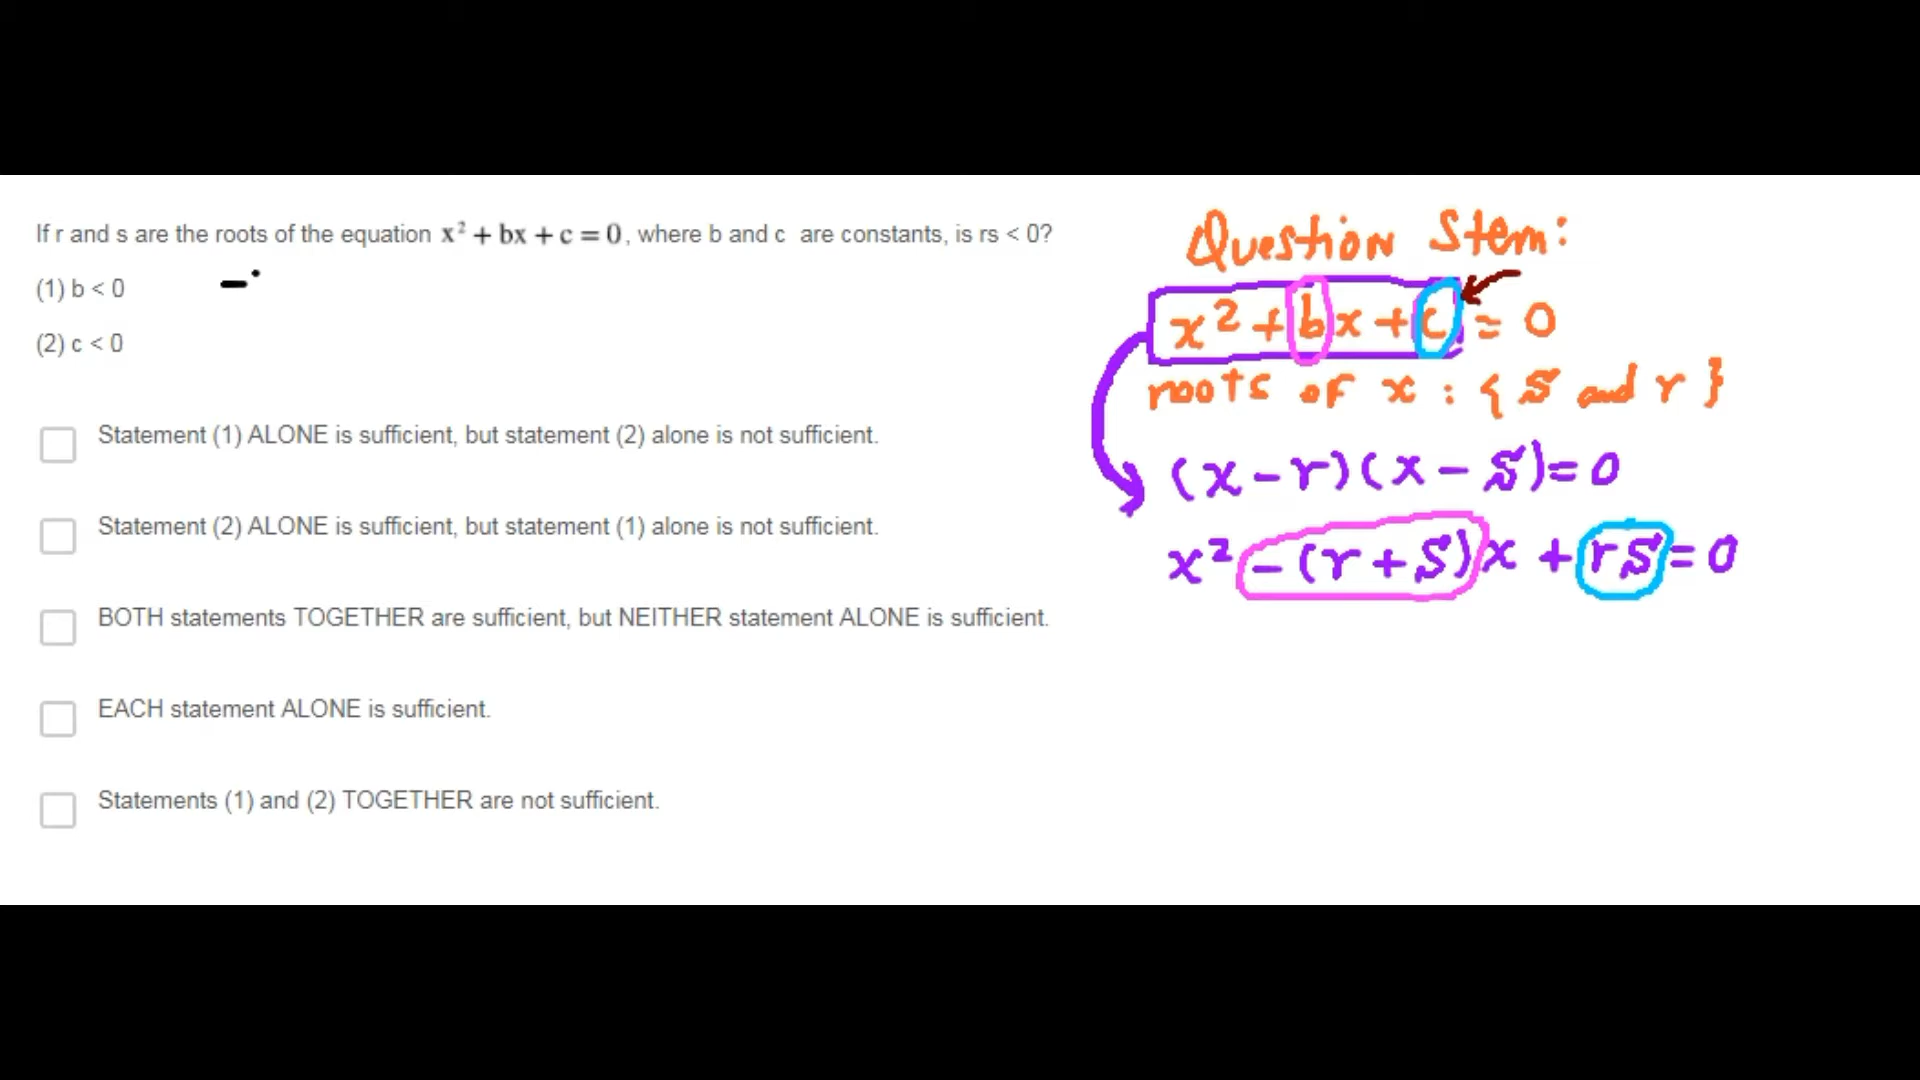 If r and s are the roots of the equation x² + bx + c = 0, where b and c are constants, is rs < 0?
(1) b < 0
(2) c < 0
Statement (1) ALONE is sufficient, but statement (2) alone is not sufficient.
Statement (2) ALONE is sufficient, but statement (1) alone is not sufficient.
BOTH statements TOGETHER are sufficient, but NEITHER statement ALONE is sufficient.
EACH statement ALONE is sufficient.
Statements (1) and (2) TOGETHER are not sufficient.
Question Stem:
x² + bx + c = 0
roots of x : { s and r }
(x - r)(x - s) = 0
x² - (r + s)x + rs = 0